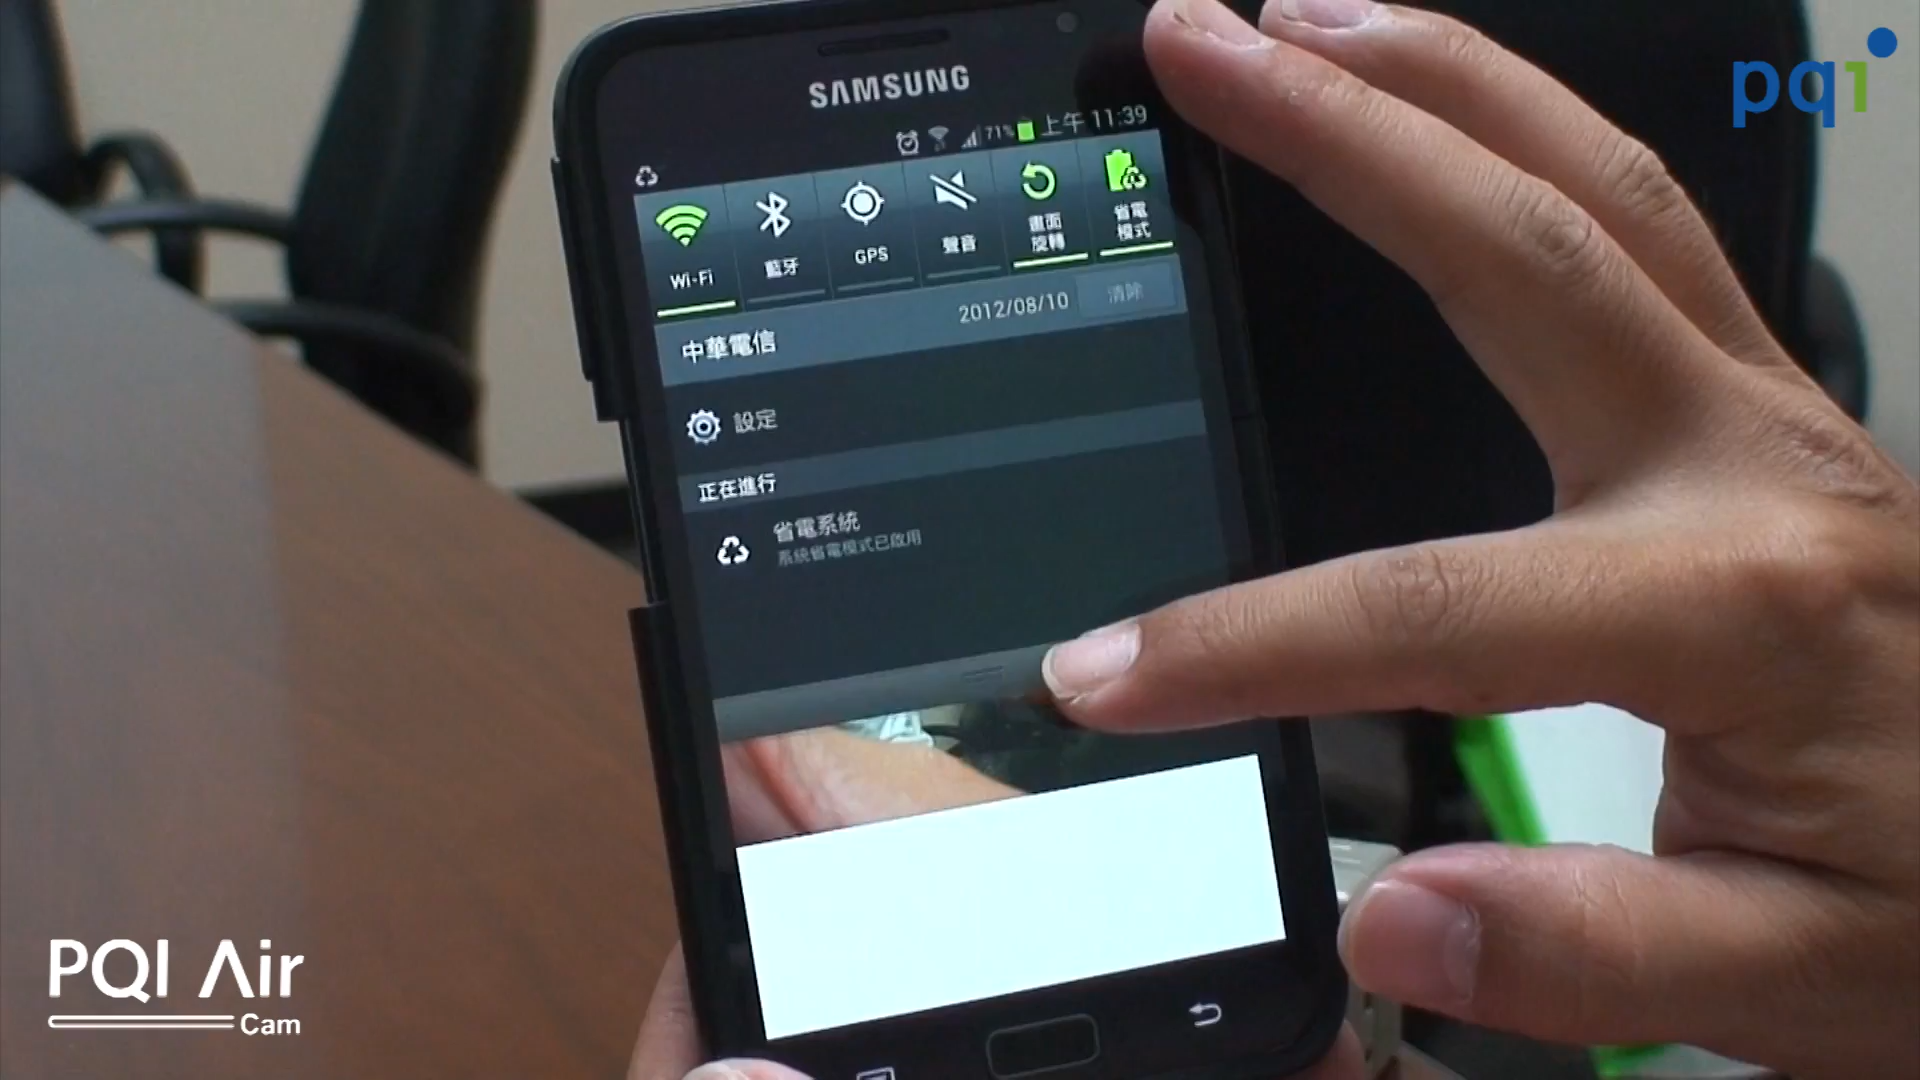 pqi
SAMSUNG
71% 上午 11:39
Wi-Fi
藍牙
GPS
聲音
畫面
旋轉
省電
模式
2012/08/10
清除
中華電信
設定
正在進行
省電系統
系統省電模式已啟用
PQI Air
Cam